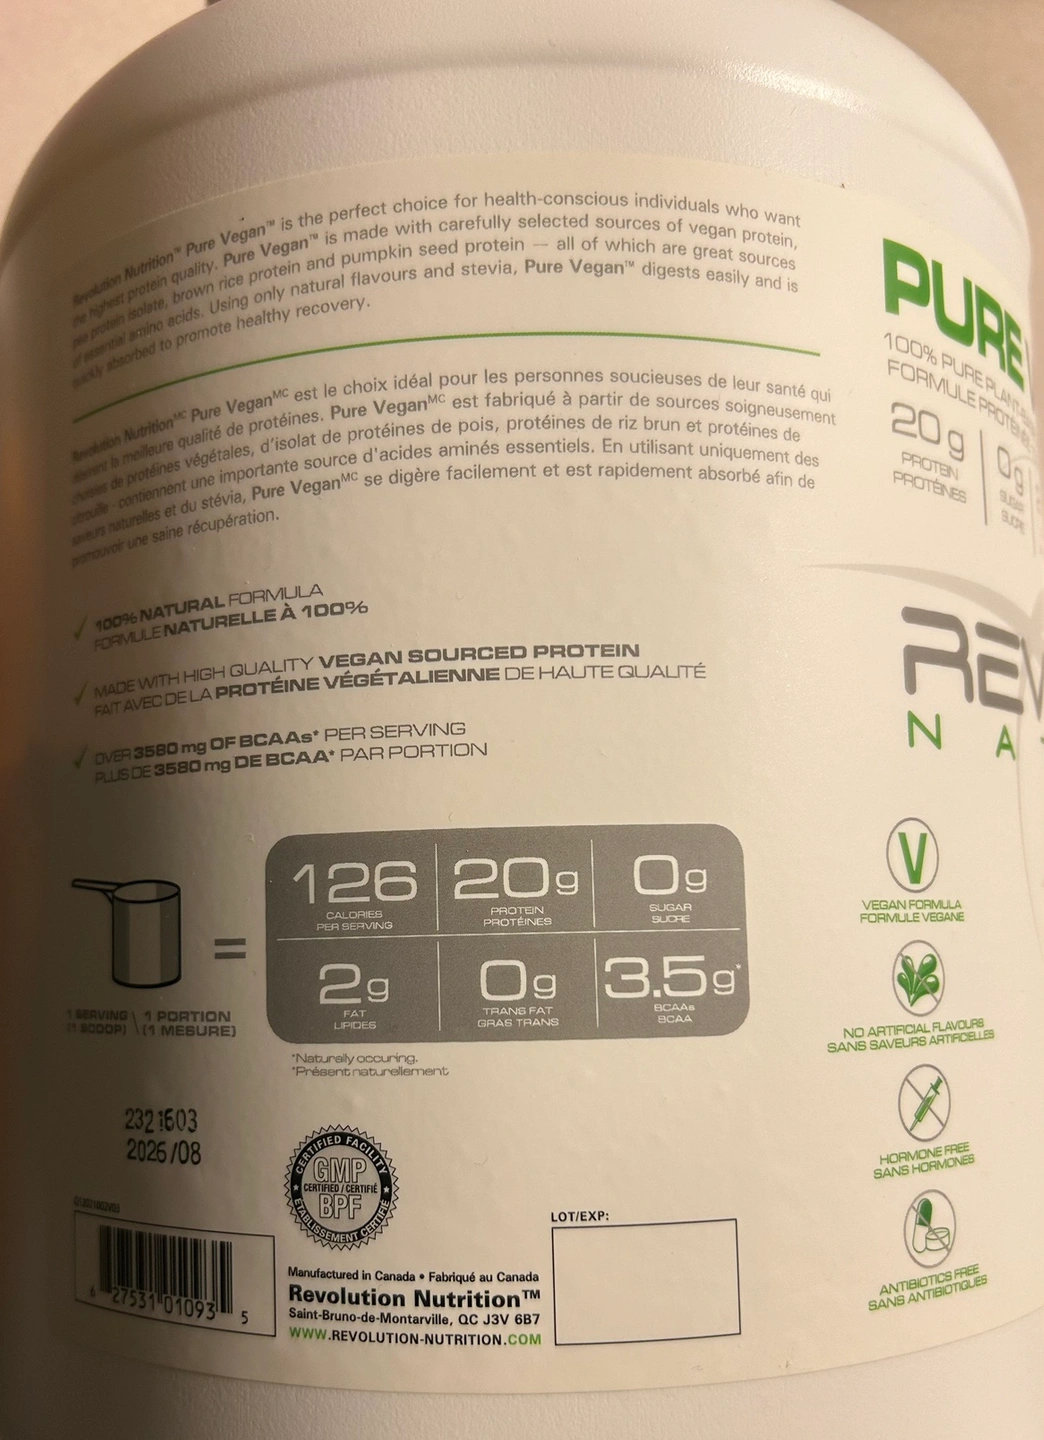 Revolution Nutrition™ Pure Vegan™ is the perfect choice for health-conscious individuals who want
the highest protein quality. Pure Vegan™ is made with carefully selected sources of vegan protein,
pea protein isolate, brown rice protein and pumpkin seed protein — all of which are great sources
of essential amino acids. Using only natural flavours and stevia, Pure Vegan™ digests easily and is
quickly absorbed to promote healthy recovery.
Revolution Nutrition MC Pure Vegan MC est le choix idéal pour les personnes soucieuses de leur santé qui
désirent la meilleure qualité de protéines. Pure Vegan MC est fabriqué à partir de sources soigneusement
choisies de protéines végétales, d'isolat de protéines de pois, protéines de riz brun et protéines de
citrouille - contiennent une importante source d'acides aminés essentiels. En utilisant uniquement des
saveurs naturelles et du stévia, Pure Vegan MC se digère facilement et est rapidement absorbé afin de
promouvoir une saine récupération.
100% NATURAL FORMULA
FORMULE NATURELLE À 100%
MADE WITH HIGH QUALITY VEGAN SOURCED PROTEIN
FAIT AVEC DE LA PROTÉINE VÉGÉTALIENNE DE HAUTE QUALITÉ
OVER 3580 mg OF BCAAs* PER SERVING
PLUS DE 3580 mg DE BCAA* PAR PORTION
1 SERVING \ 1 PORTION
(1 SCOOP) \ (1 MESURE)
=
126
CALORIES
PER SERVING
20g
PROTEIN
PROTÉINES
0g
SUGAR
SUCRE
2g
FAT
LIPIDES
0g
TRANS FAT
GRAS TRANS
3.5g*
BCAAs
BCAA
*Naturally occuring.
*Présent naturellement
2321603
2026/08
CERTIFIED FACILITY
GMP
CERTIFIED / CERTIFIÉ
BPF
ÉTABLISSEMENT CERTIFIÉ
6 27531 01093 5
Manufactured in Canada • Fabriqué au Canada
Revolution Nutrition™
Saint-Bruno-de-Montarville, QC J3V 6B7
WWW.REVOLUTION-NUTRITION.COM
LOT/EXP:
PURE
100% PURE PLANT
FORMULE PROTÉ
20g
PROTEIN
PROTÉINES
0g
SUGAR
SUCRE
REV
N A
V
VEGAN FORMULA
FORMULE VEGANE
NO ARTIFICIAL FLAVOURS
SANS SAVEURS ARTIFICIELLES
HORMONE FREE
SANS HORMONES
ANTIBIOTICS FREE
SANS ANTIBIOTIQUES